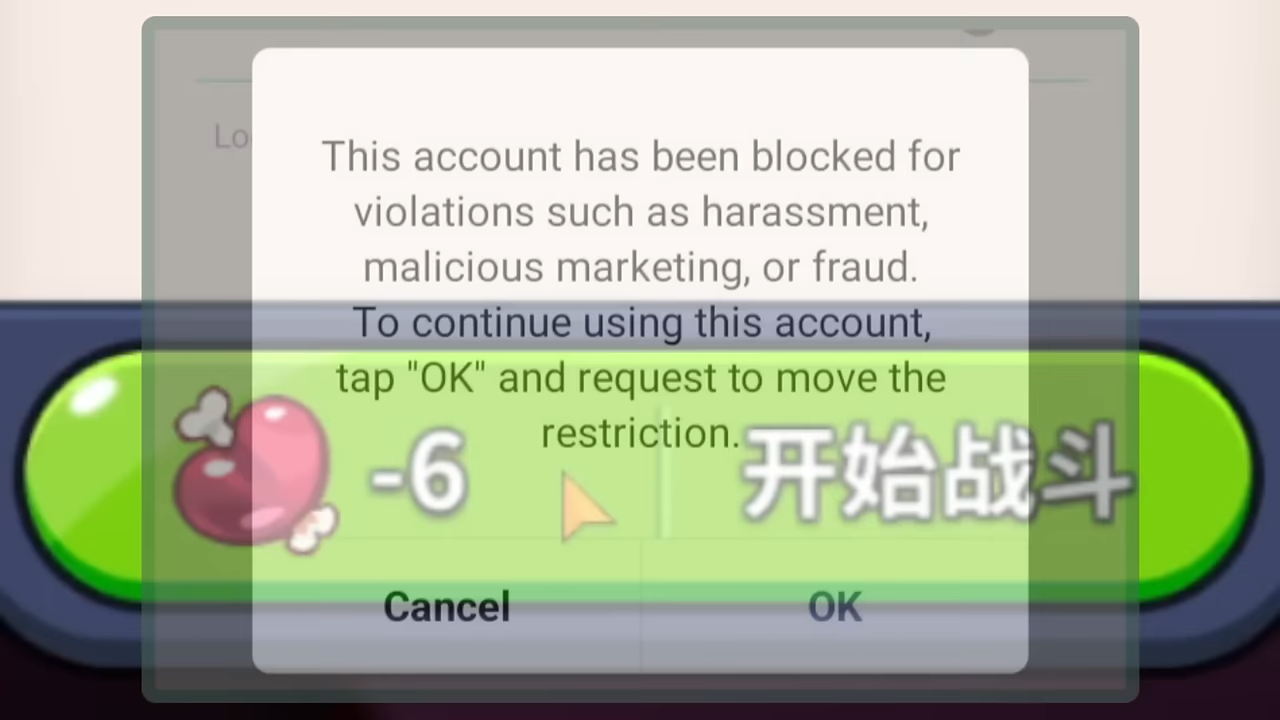 Lo
This account has been blocked for
violations such as harassment,
malicious marketing, or fraud.
To continue using this account,
tap "OK" and request to move the
restriction.
-6 开始战斗
Cancel OK